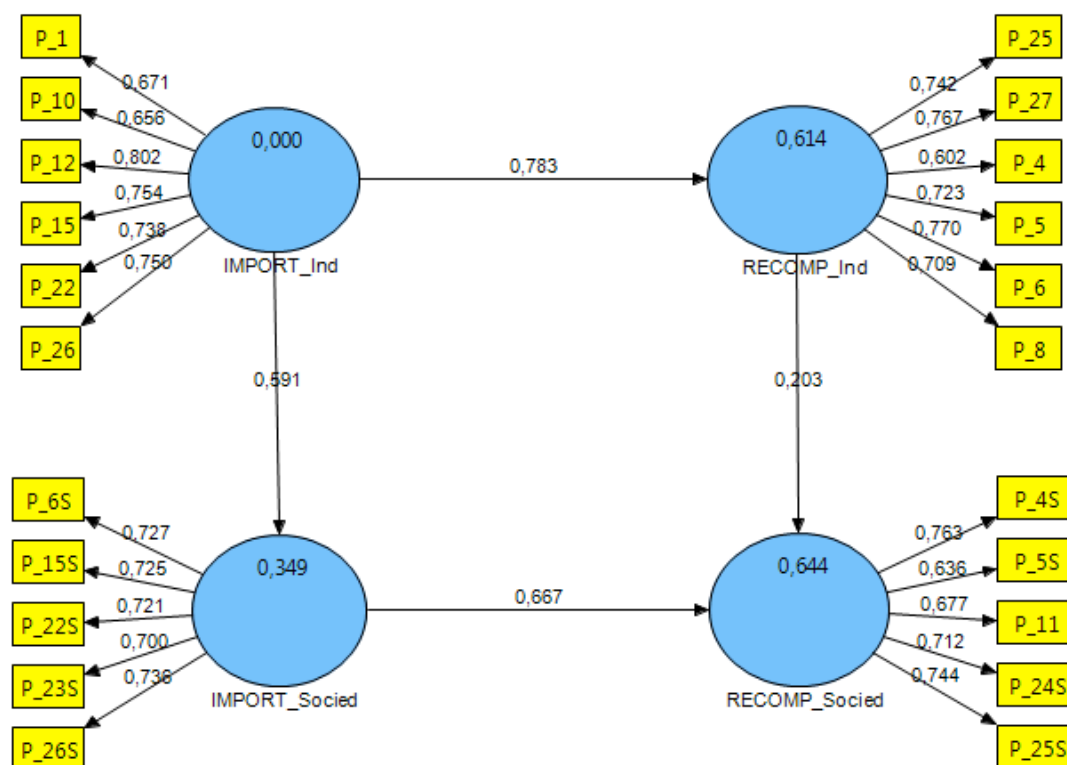 P_1
P_10
P_12
P_15
P_22
P_26
0,671
0,656
0,802
0,754
0,738
0,750
0,000
IMPORT_Ind
0,783
0,614
RECOMP_Ind
0,742
0,767
0,602
0,723
0,770
0,709
P_25
P_27
P_4
P_5
P_6
P_8
0,591
0,203
P_6S
P_15S
P_22S
P_23S
P_26S
0,727
0,725
0,721
0,700
0,736
0,349
IMPORT_Socied
0,667
0,644
RECOMP_Socied
0,763
0,636
0,677
0,712
0,744
P_4S
P_5S
P_11
P_24S
P_25S